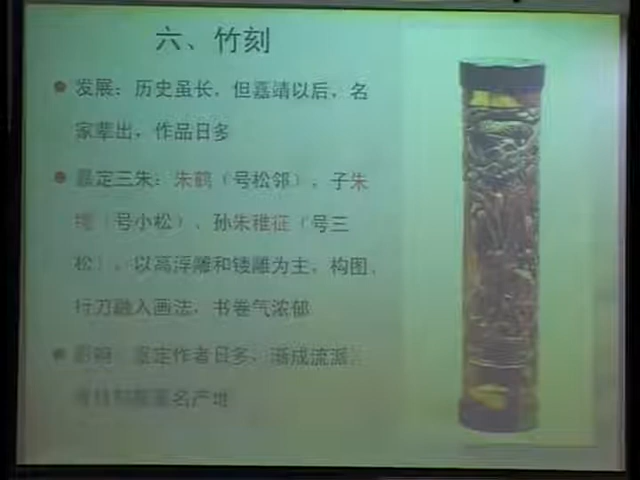 六、竹刻
发展：历史虽长，但嘉靖以后，名
家辈出，作品日多
嘉定三朱：朱鹤（号松邻），子朱
（号小松）、孙朱稚征（号三
松），以高浮雕和镂雕为主，构图、
行刀融入画法，书卷气浓郁
影响：嘉定作者日多，渐成流派，
名产地